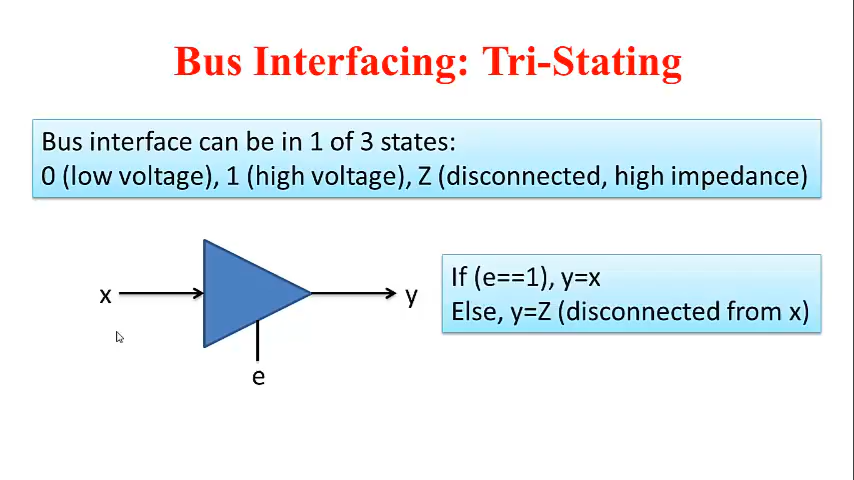 Bus Interfacing: Tri-Stating
Bus interface can be in 1 of 3 states:
0 (low voltage), 1 (high voltage), Z (disconnected, high impedance)
x
y
e
If (e==1), y=x
Else, y=Z (disconnected from x)